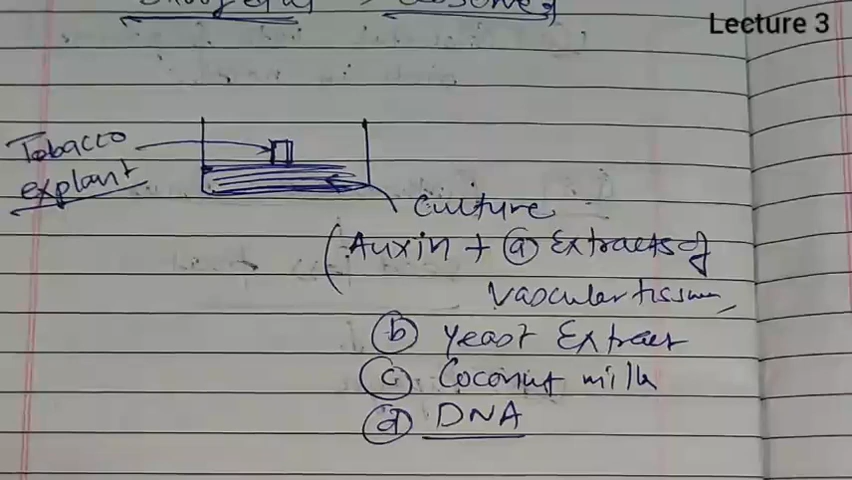 Lecture 3
Tobacco
explant
Culture
(Auxin + (a) Extracts of
Vascular tissue
(b) Yeast Extract
(c) Coconut milk
(d) DNA